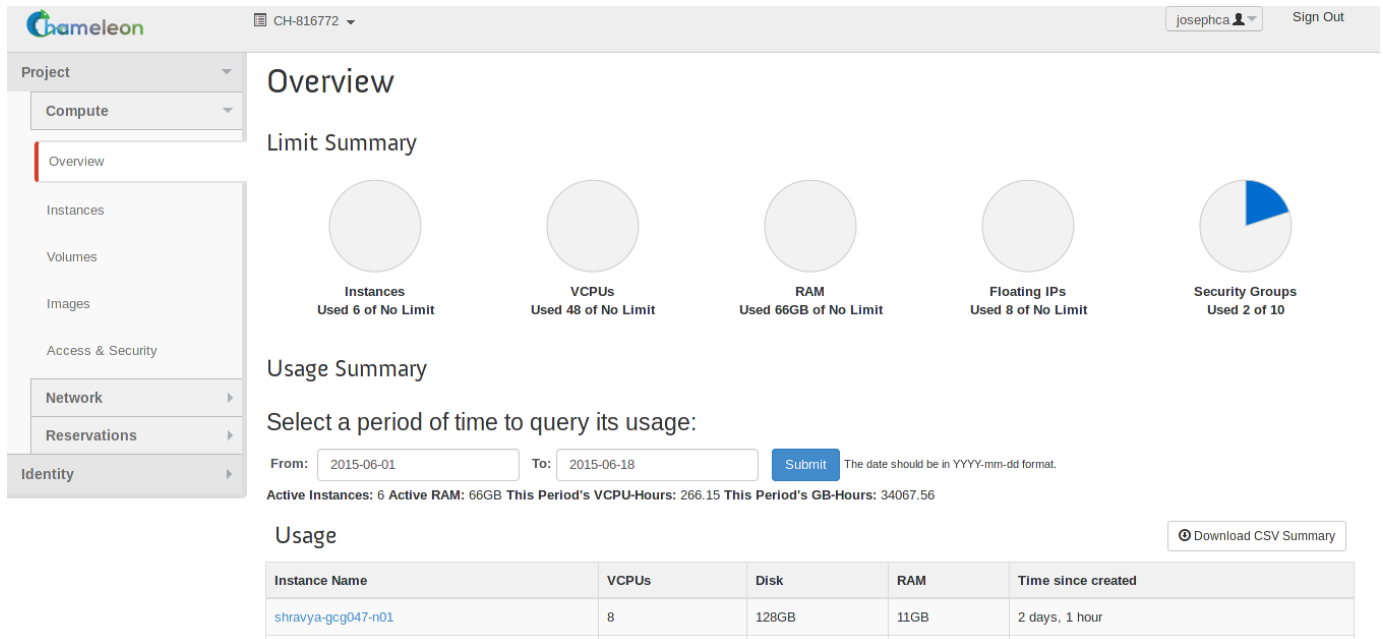 Chameleon
CH-816772
josephca
Sign Out
Project
Compute
Overview
Instances
Volumes
Images
Access & Security
Network
Reservations
Identity
Overview
Limit Summary
Instances
Used 6 of No Limit
VCPUs
Used 48 of No Limit
RAM
Used 66GB of No Limit
Floating IPs
Used 8 of No Limit
Security Groups
Used 2 of 10
Usage Summary
Select a period of time to query its usage:
From: 2015-06-01 To: 2015-06-18 Submit The date should be in YYYY-mm-dd format.
Active Instances: 6 Active RAM: 66GB This Period's VCPU-Hours: 266.15 This Period's GB-Hours: 34067.56
Usage
Download CSV Summary
Instance Name VCPUs Disk RAM Time since created
shravya-gcg047-n01 8 128GB 11GB 2 days, 1 hour